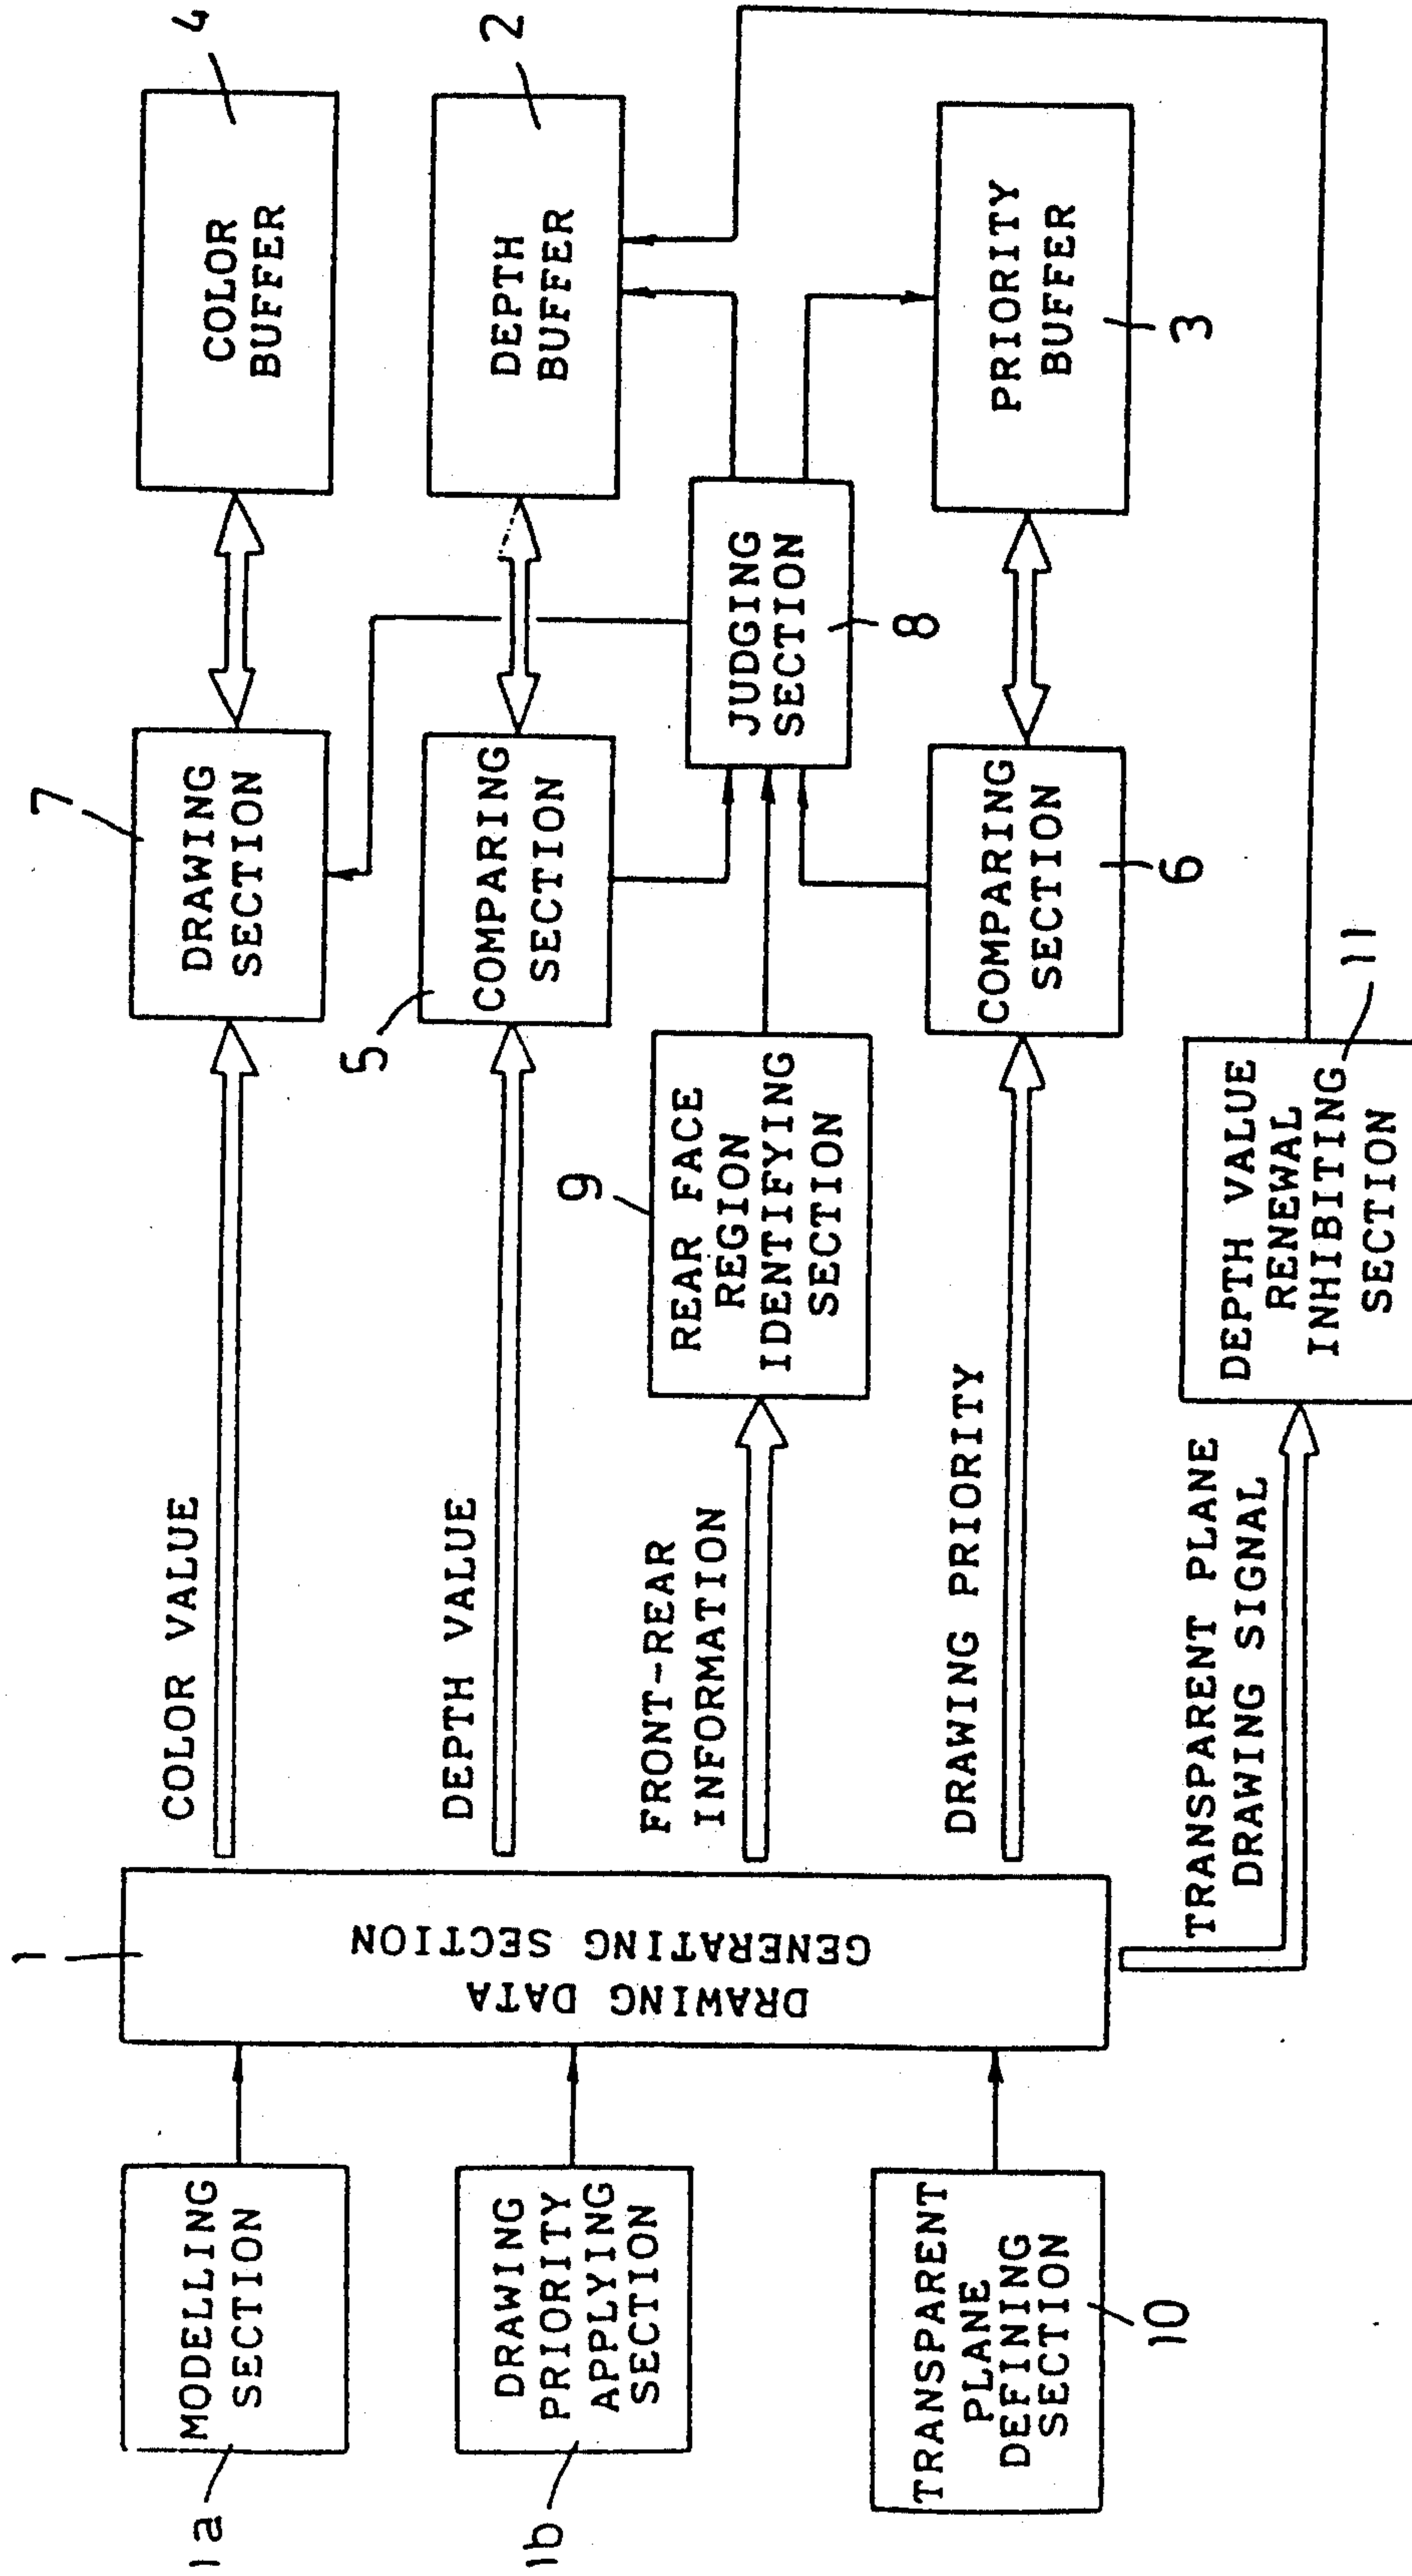 1a
MODELLING
SECTION
1b
DRAWING
PRIORITY
APPLYING
SECTION
TRANSPARENT
PLANE
DEFINING
SECTION
10
1
DRAWING DATA
GENERATING SECTION
COLOR VALUE
DEPTH VALUE
FRONT-REAR
INFORMATION
DRAWING PRIORITY
TRANSPARENT PLANE
DRAWING SIGNAL
7
DRAWING
SECTION
5
COMPARING
SECTION
9
REAR FACE
REGION
IDENTIFYING
SECTION
COMPARING
SECTION
6
DEPTH VALUE
RENEWAL
INHIBITING
SECTION
11
JUDGING
SECTION
8
4
COLOR
BUFFER
2
DEPTH
BUFFER
PRIORITY
BUFFER
3